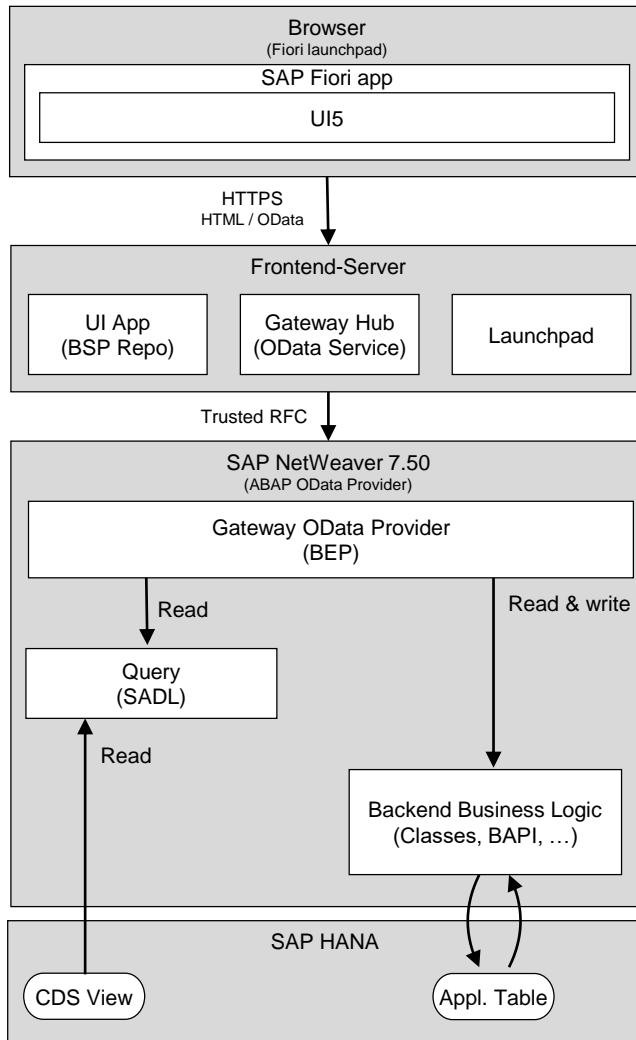 Browser
(Fiori launchpad)
SAP Fiori app
UI5
HTTPS
HTML / OData
Frontend-Server
UI App
(BSP Repo)
Gateway Hub
(OData Service)
Launchpad
Trusted RFC
SAP NetWeaver 7.50
(ABAP OData Provider)
Gateway OData Provider
(BEP)
Read
Read & write
Query
(SADL)
Read
Backend Business Logic
(Classes, BAPI, …)
SAP HANA
CDS View
Appl. Table